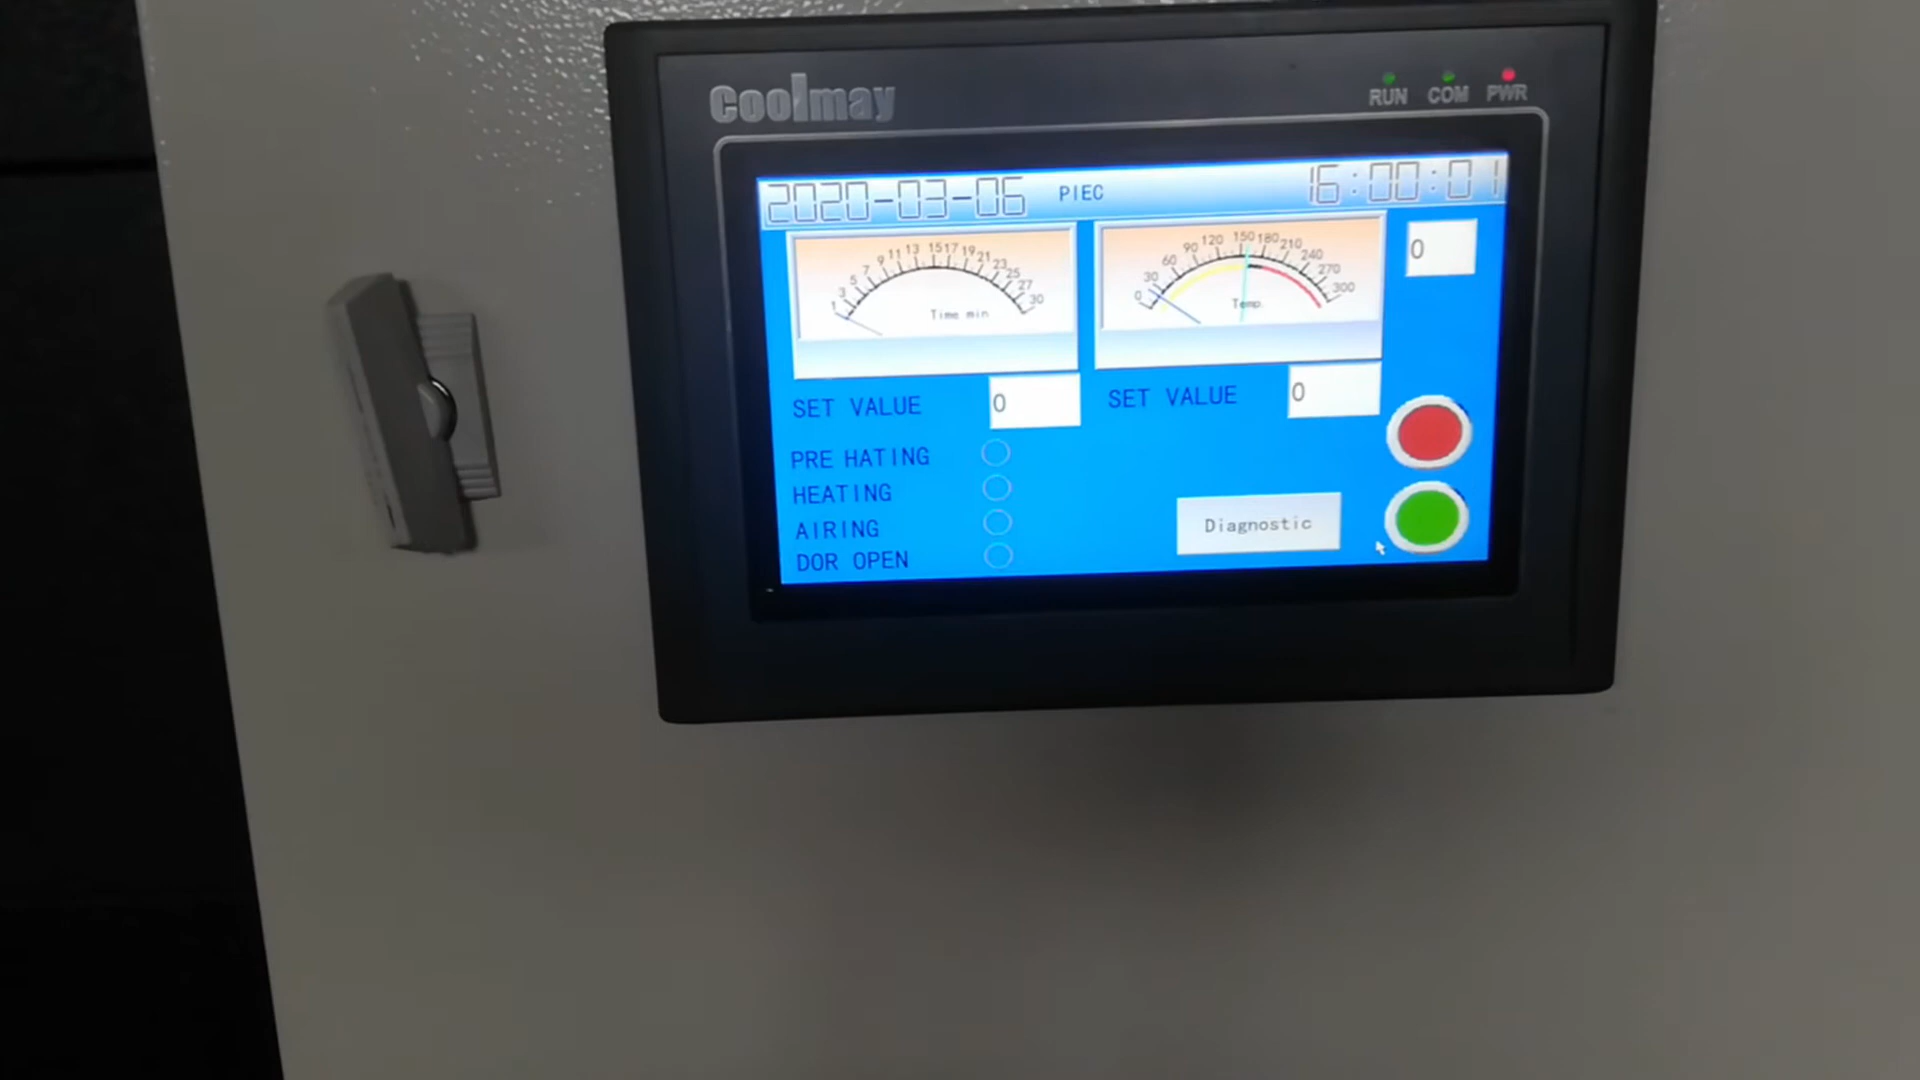 Coolmay
RUN COM PWR
2020-03-06 PIEC 16:00:01
1 3 5 7 9 11 13 15 17 19 21 23 25 27 30
Time min
0 30 60 90 120 150 180 210 240 270 300
Temp.
0
SET VALUE 0
SET VALUE 0
PRE HATING
HEATING
AIRING
DOR OPEN
Diagnostic